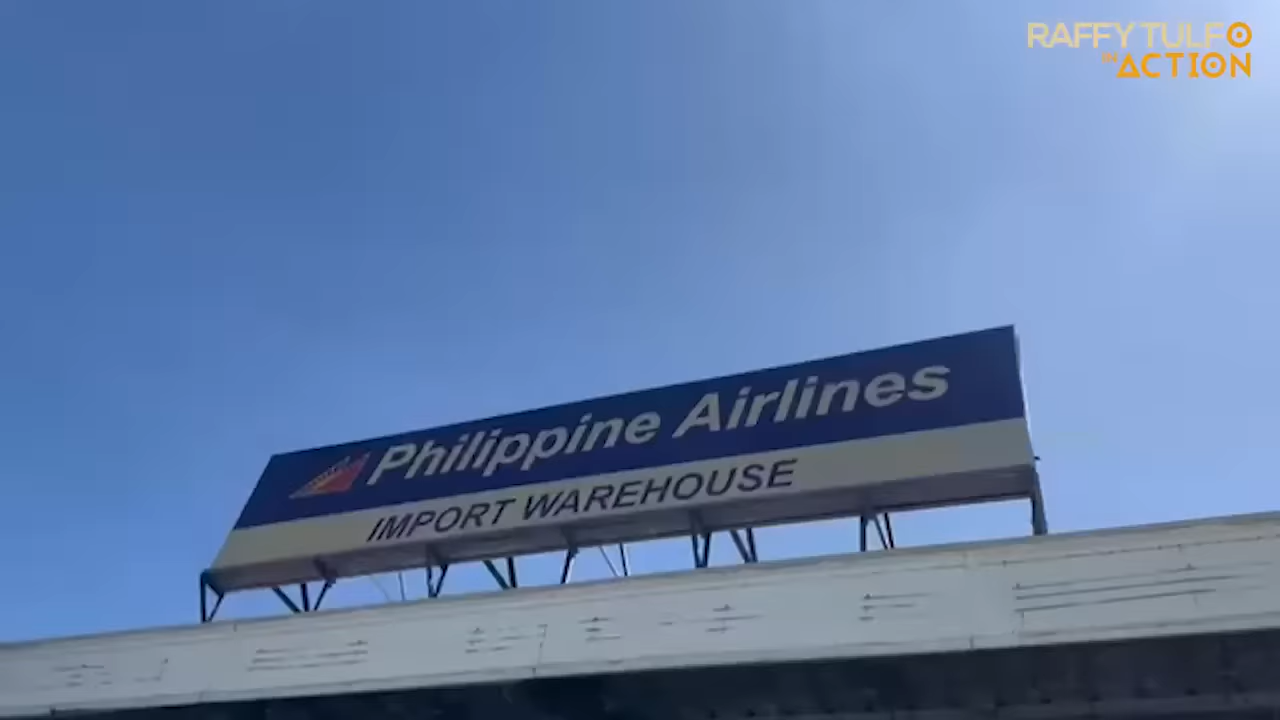 RAFFY TULFO
IN ACTION
Philippine Airlines
IMPORT WAREHOUSE